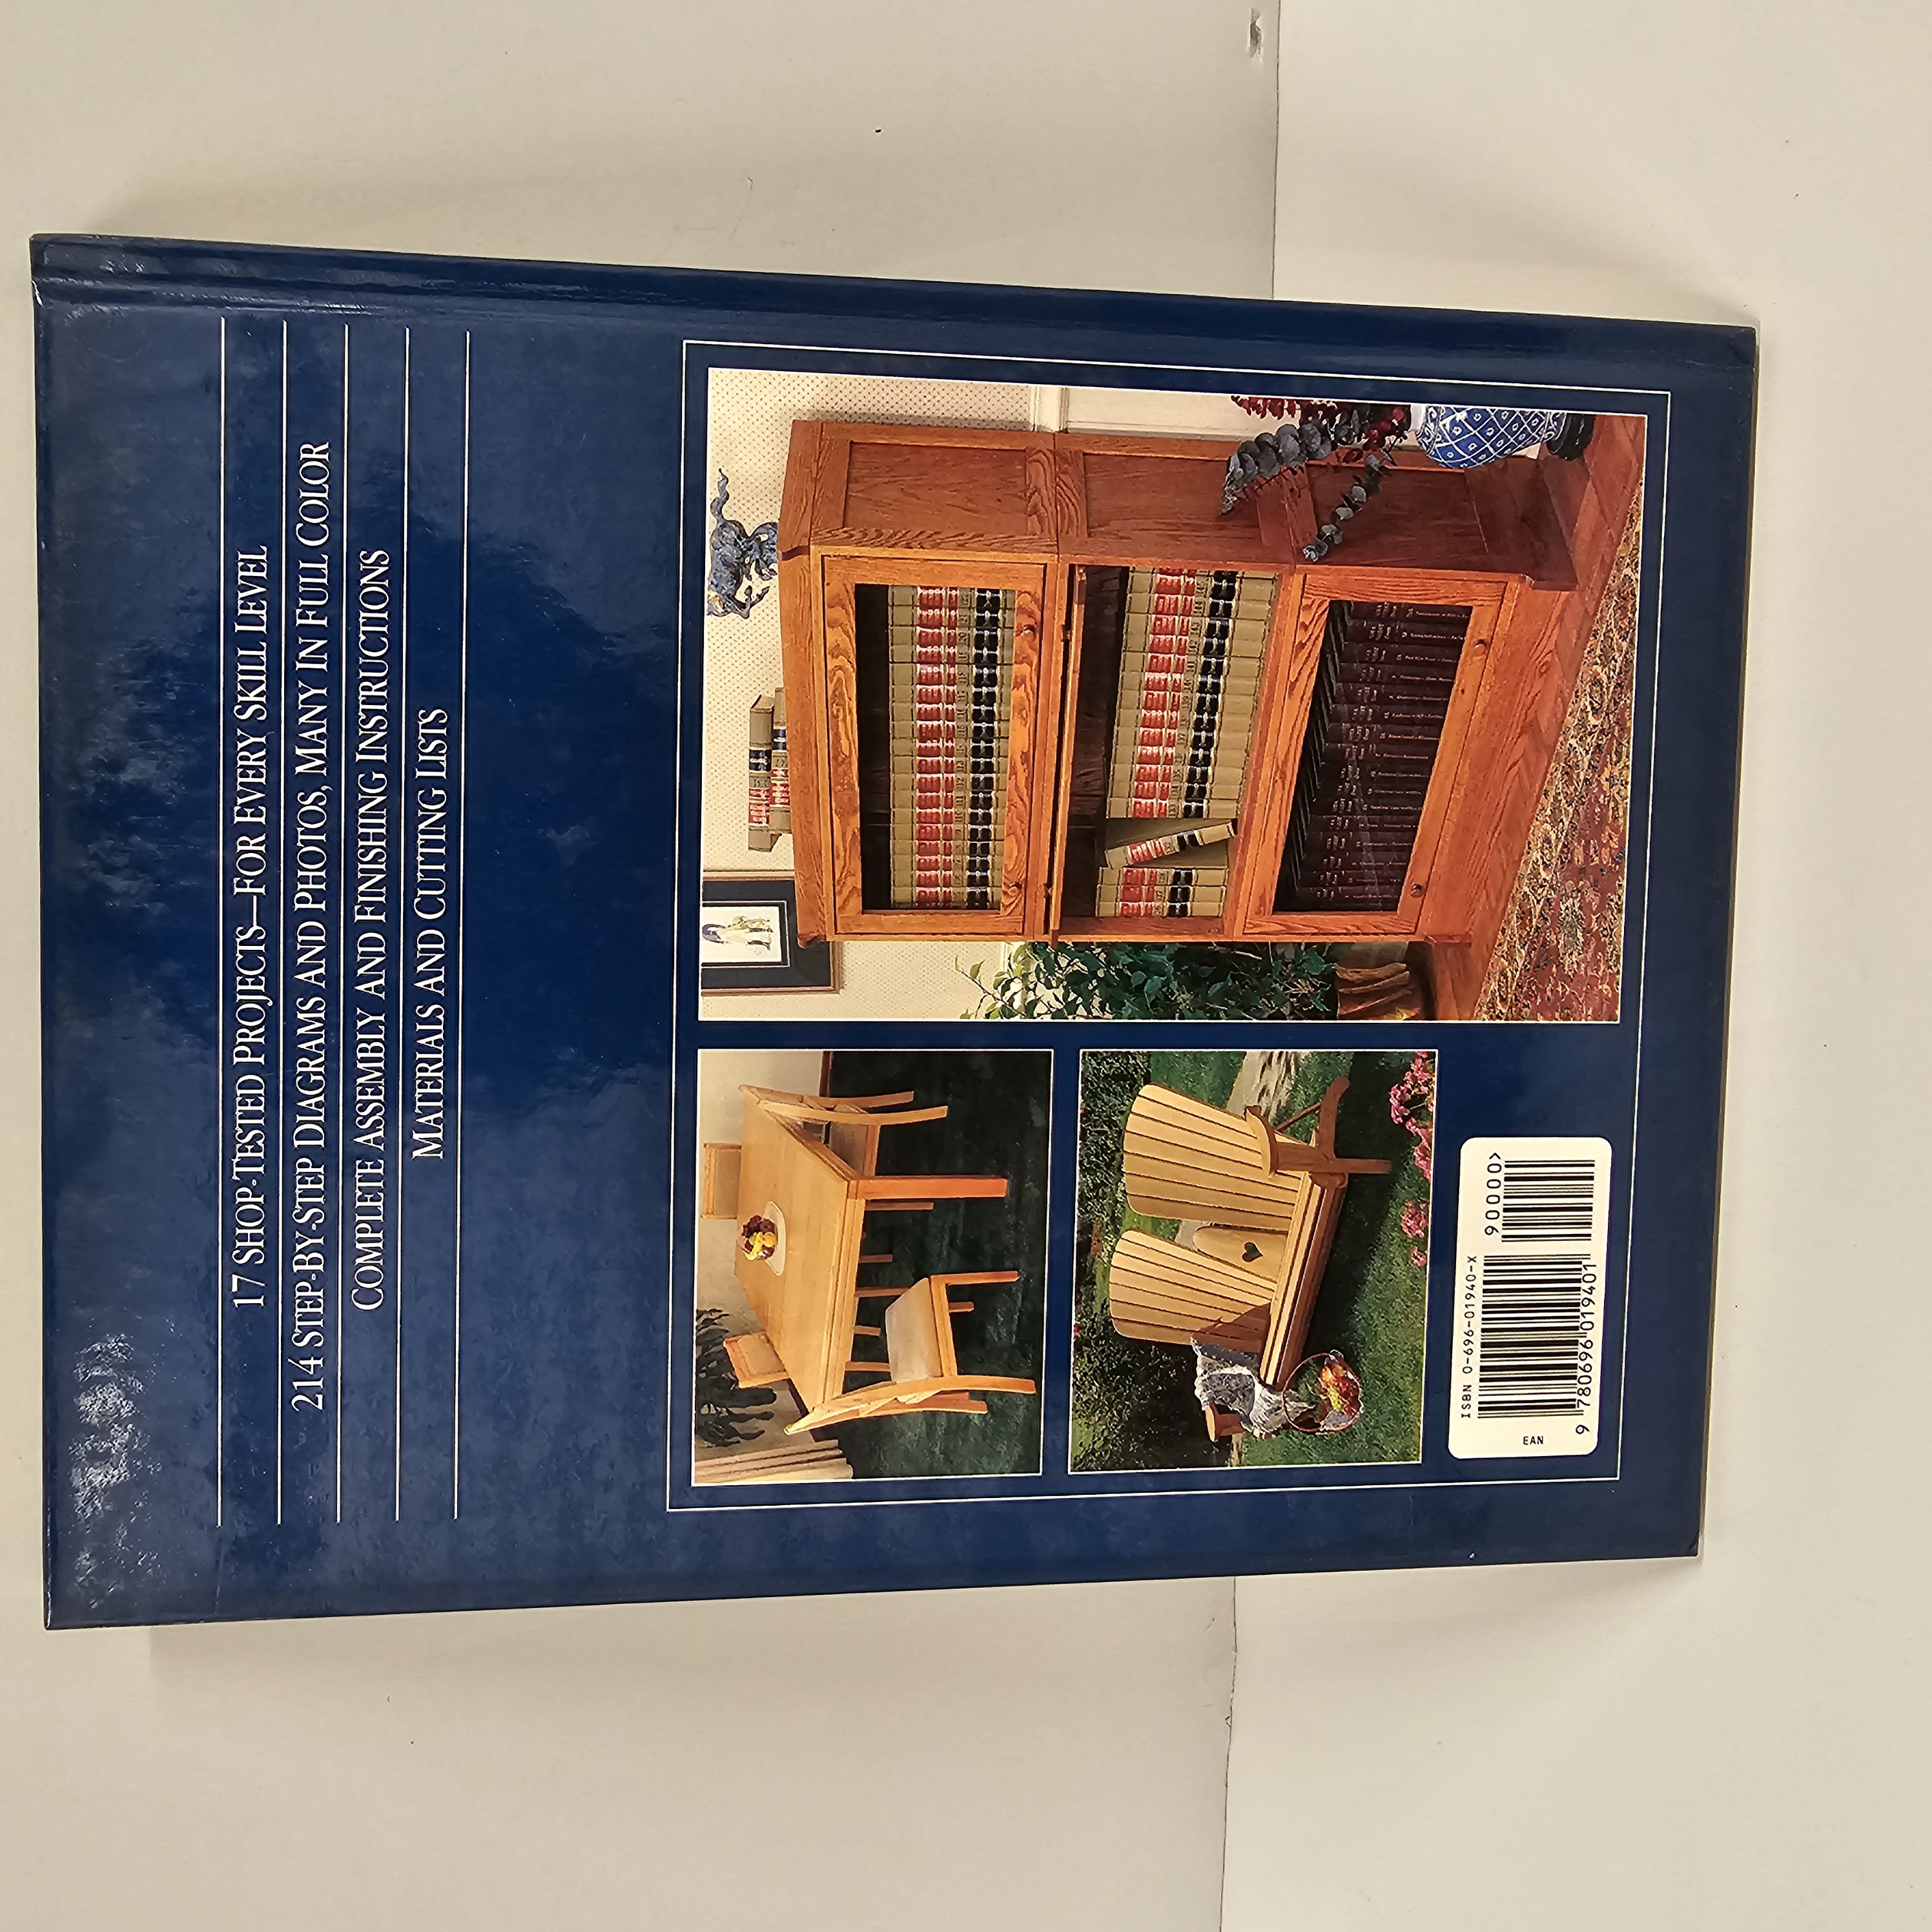 17 SHOP-TESTED PROJECTS—FOR EVERY SKILL LEVEL
214 STEP-BY-STEP DIAGRAMS AND PHOTOS, MANY IN FULL COLOR
COMPLETE ASSEMBLY AND FINISHING INSTRUCTIONS
MATERIALS AND CUTTING LISTS
ISBN 0-696-01940-X
90000>
EAN
9 780696 019401